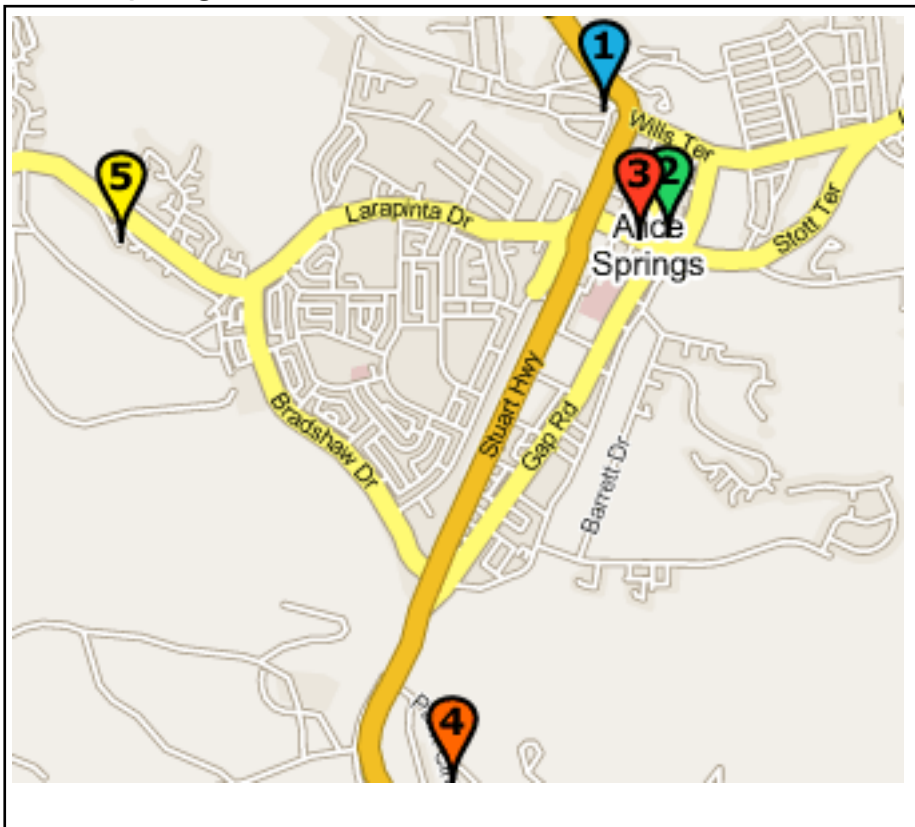 1
Wills Ter
5
3
2
Larapinta Dr
Alice
Springs
Stott Ter
Stuart Hwy
Gap Rd
Bradshaw Dr
Barrett Dr
4